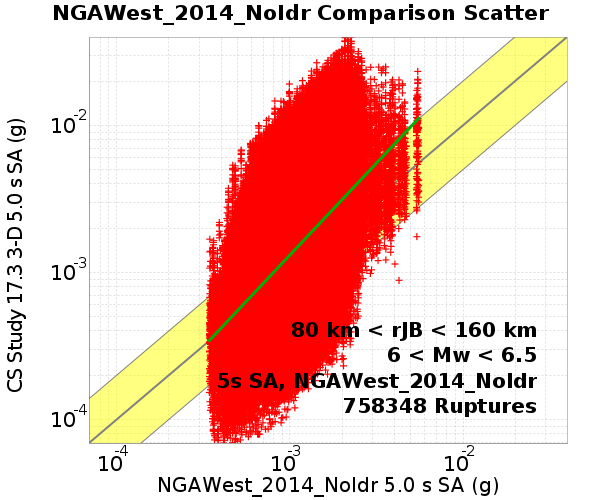 NGAWest_2014_NoIdr Comparison Scatter
CS Study 17.3 3-D 5.0 s SA (g)
10-2
10-3
10-4
80 km < rJB < 160 km
6 < Mw < 6.5
5s SA, NGAWest_2014_NoIdr
758348 Ruptures
10-4 10-3 10-2
NGAWest_2014_NoIdr 5.0 s SA (g)